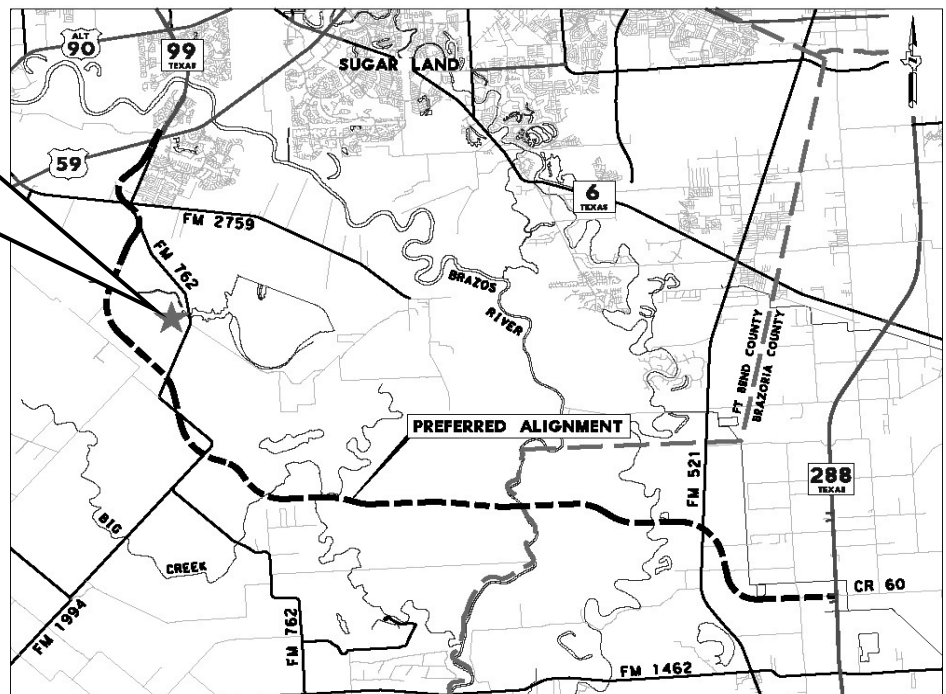 ALT
90
99
TEXAS
SUGAR LAND
59
6
TEXAS
FM 2759
FM 762
BRAZOS
RIVER
FT BEND COUNTY
BRAZORIA COUNTY
PREFERRED ALIGNMENT
288
TEXAS
FM 521
BIG
CREEK
CR 60
FM 1994
FM 762
FM 1462